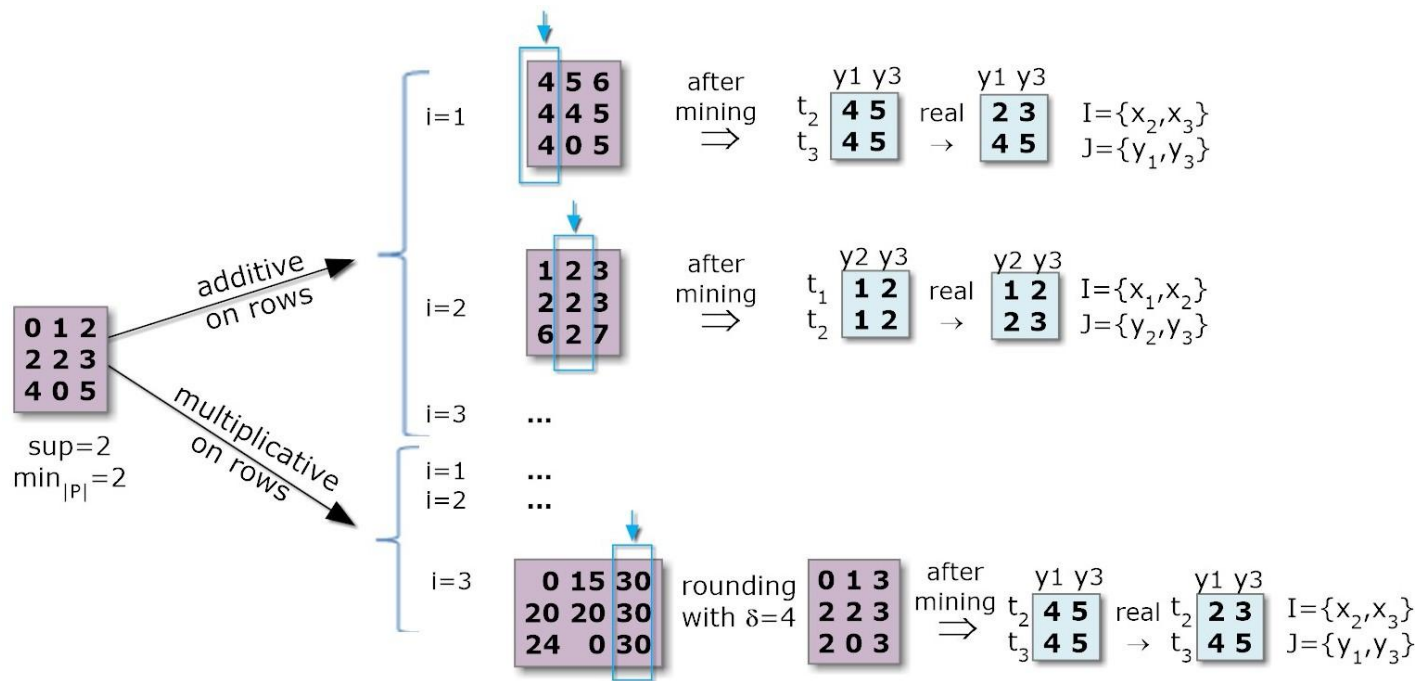 0 1 2
2 2 3
4 0 5
sup=2
min|P|=2
additive
on rows
multiplicative
on rows
i=1
4 5 6
4 4 5
4 0 5
after
mining
⇒
y1 y3
t2 4 5
t3 4 5
real
→
y1 y3
2 3
4 5
I={x2,x3}
J={y1,y3}
i=2
1 2 3
2 2 3
6 2 7
after
mining
⇒
y2 y3
t1 1 2
t2 1 2
real
→
y2 y3
1 2
2 3
I={x1,x2}
J={y2,y3}
i=3 ...
i=1 ...
i=2 ...
i=3
0 15 30
20 20 30
24 0 30
rounding
with δ=4
0 1 3
2 2 3
2 0 3
after
mining
⇒
y1 y3
t2 4 5
t3 4 5
real
→
y1 y3
t2 2 3
t3 4 5
I={x2,x3}
J={y1,y3}